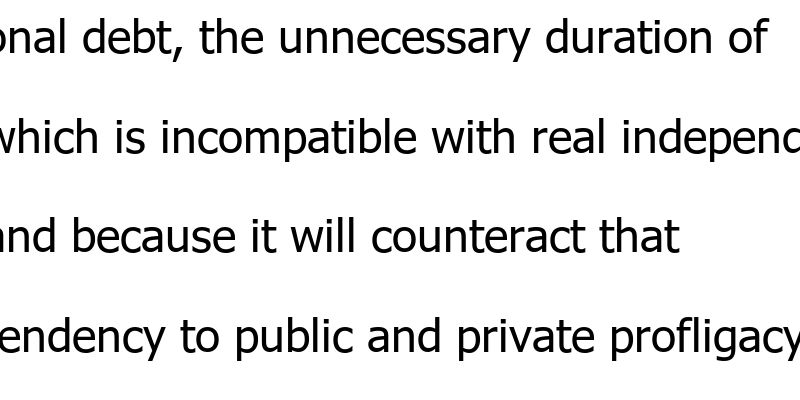 onal debt, the unnecessary duration of
which is incompatible with real independ
and because it will counteract that
tendency to public and private profligacy